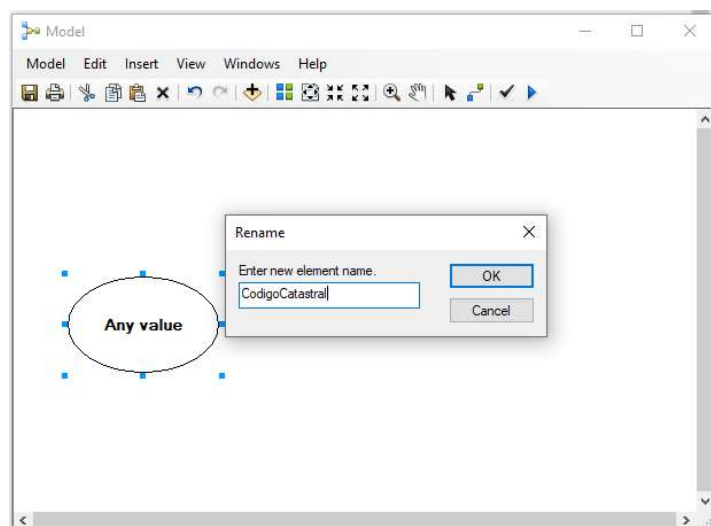 Model
Model Edit Insert View Windows Help
Rename
Enter new element name.
OK
CodigoCatastral
Cancel
Any value